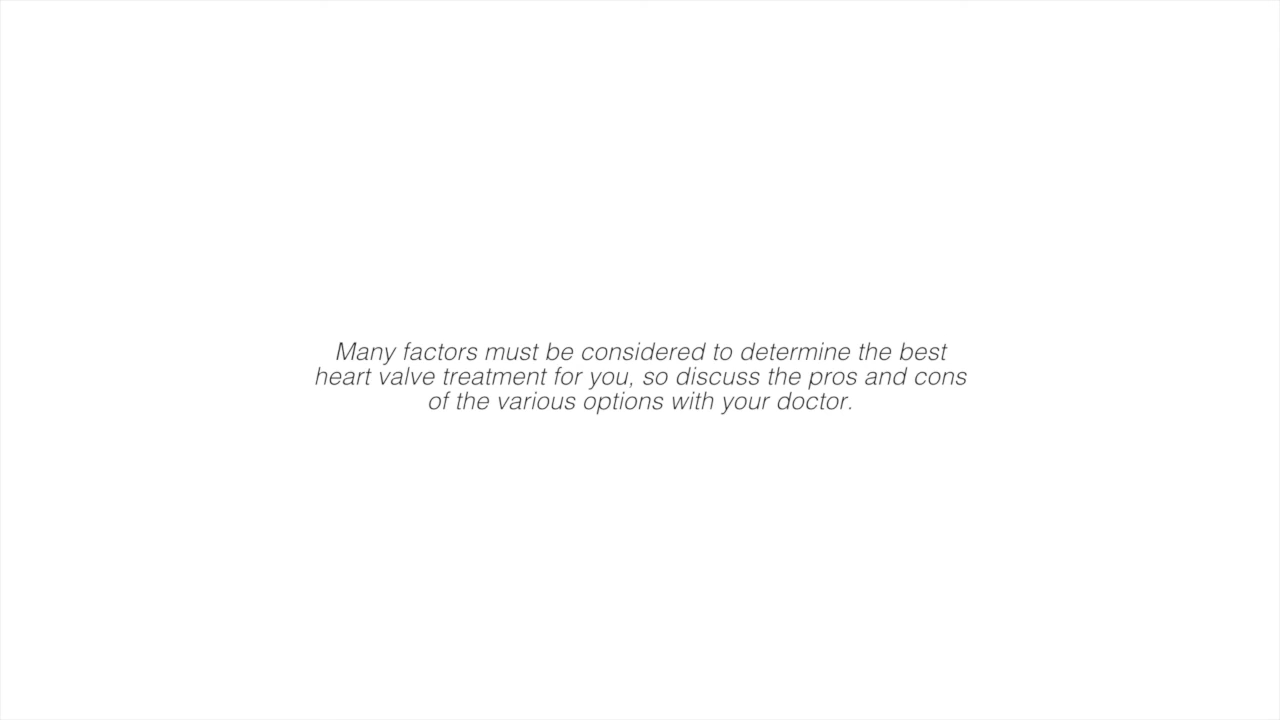 Many factors must be considered to determine the best
heart valve treatment for you, so discuss the pros and cons
of the various options with your doctor.